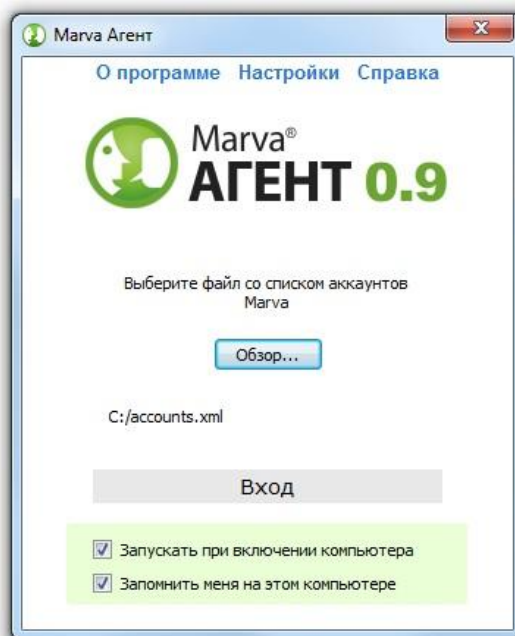 Marva Агент
О программе Настройки Справка
Marva®
АГЕНТ 0.9
Выберите файл со списком аккаунтов
Marva
Обзор...
C:/accounts.xml
Вход
Запускать при включении компьютера
Запомнить меня на этом компьютере